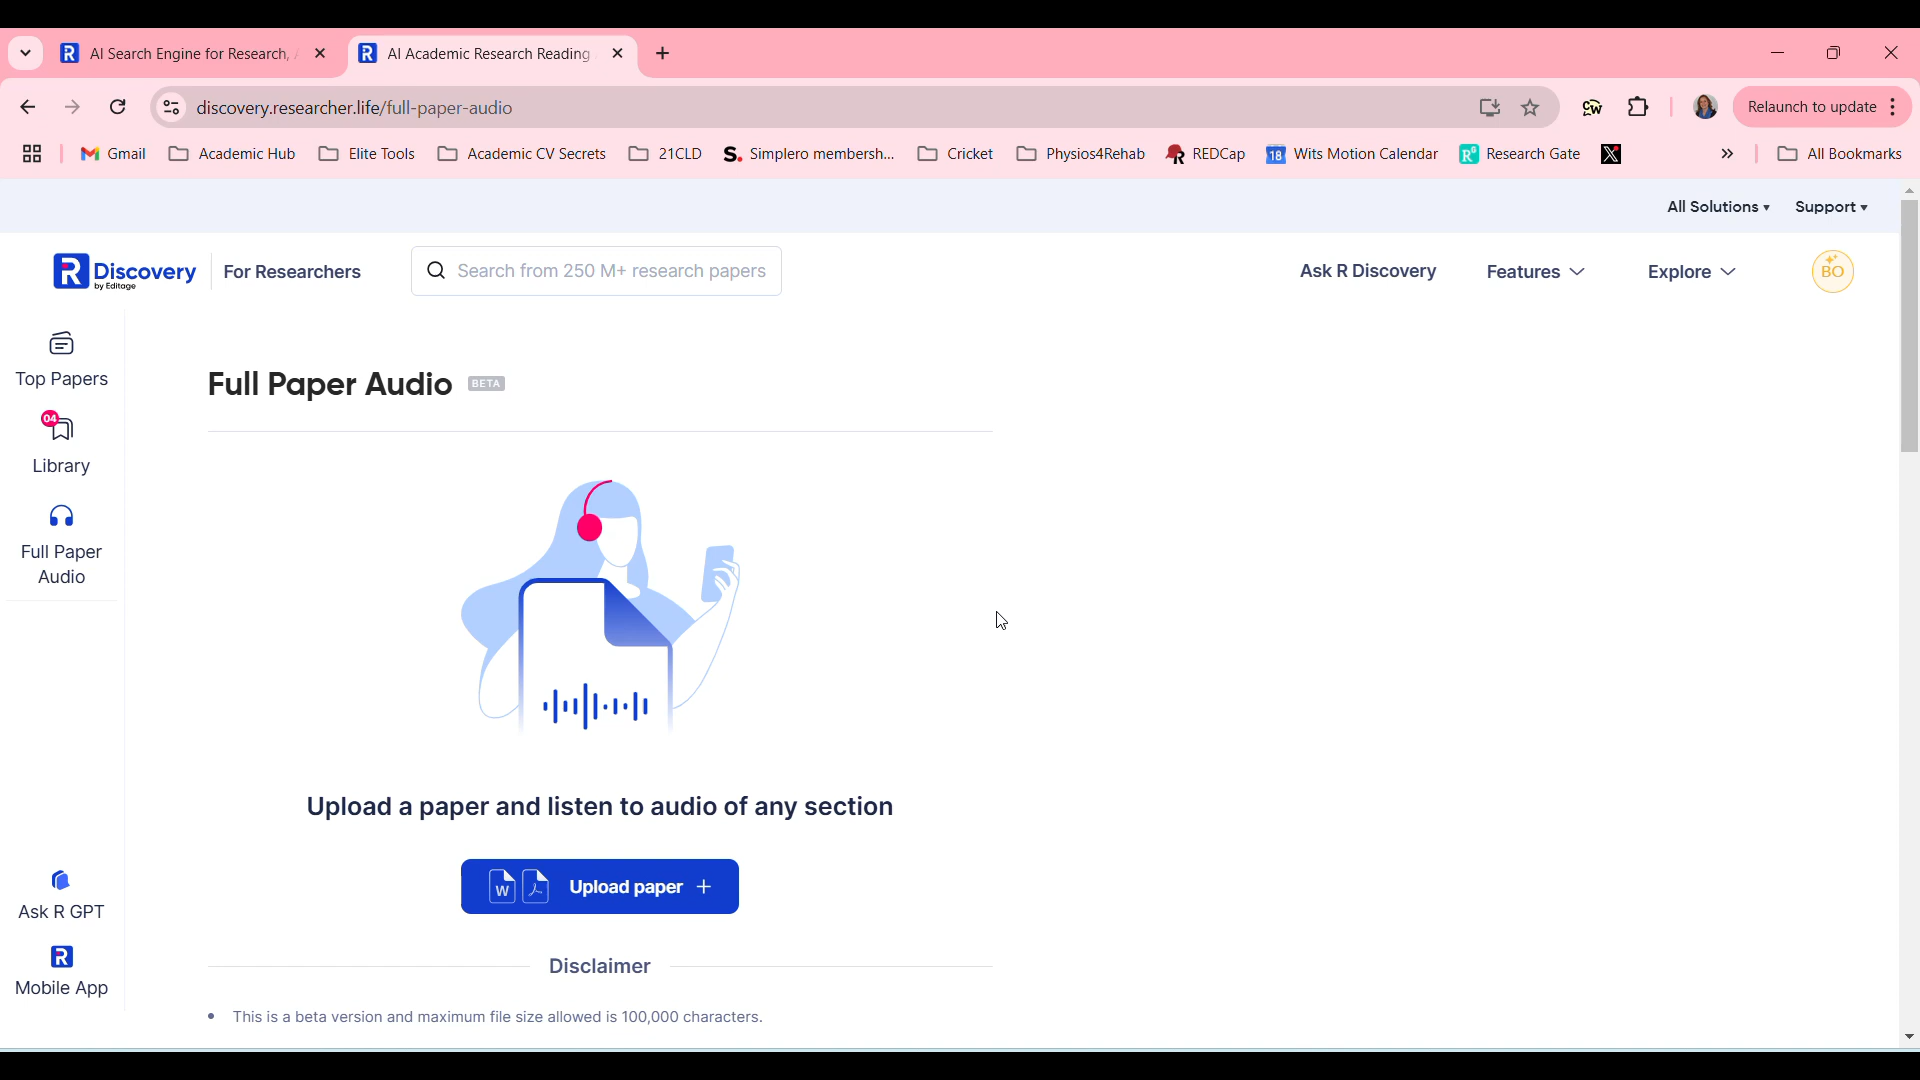 AI Search Engine for Research,
AI Academic Research Reading
discovery.researcher.life/full-paper-audio
Relaunch to update
Gmail
Academic Hub
Elite Tools
Academic CV Secrets
21CLD
S. Simplero membersh...
Cricket
Physios4Rehab
REDCap
18 Wits Motion Calendar
Research Gate
All Bookmarks
All Solutions
Support
R Discovery
by Editage
For Researchers
Search from 250 M+ research papers
Ask R Discovery
Features
Explore
BO
Top Papers
04
Library
Full Paper
Audio
Full Paper Audio BETA
Upload a paper and listen to audio of any section
W Upload paper +
Disclaimer
• This is a beta version and maximum file size allowed is 100,000 characters.
Ask R GPT
R
Mobile App